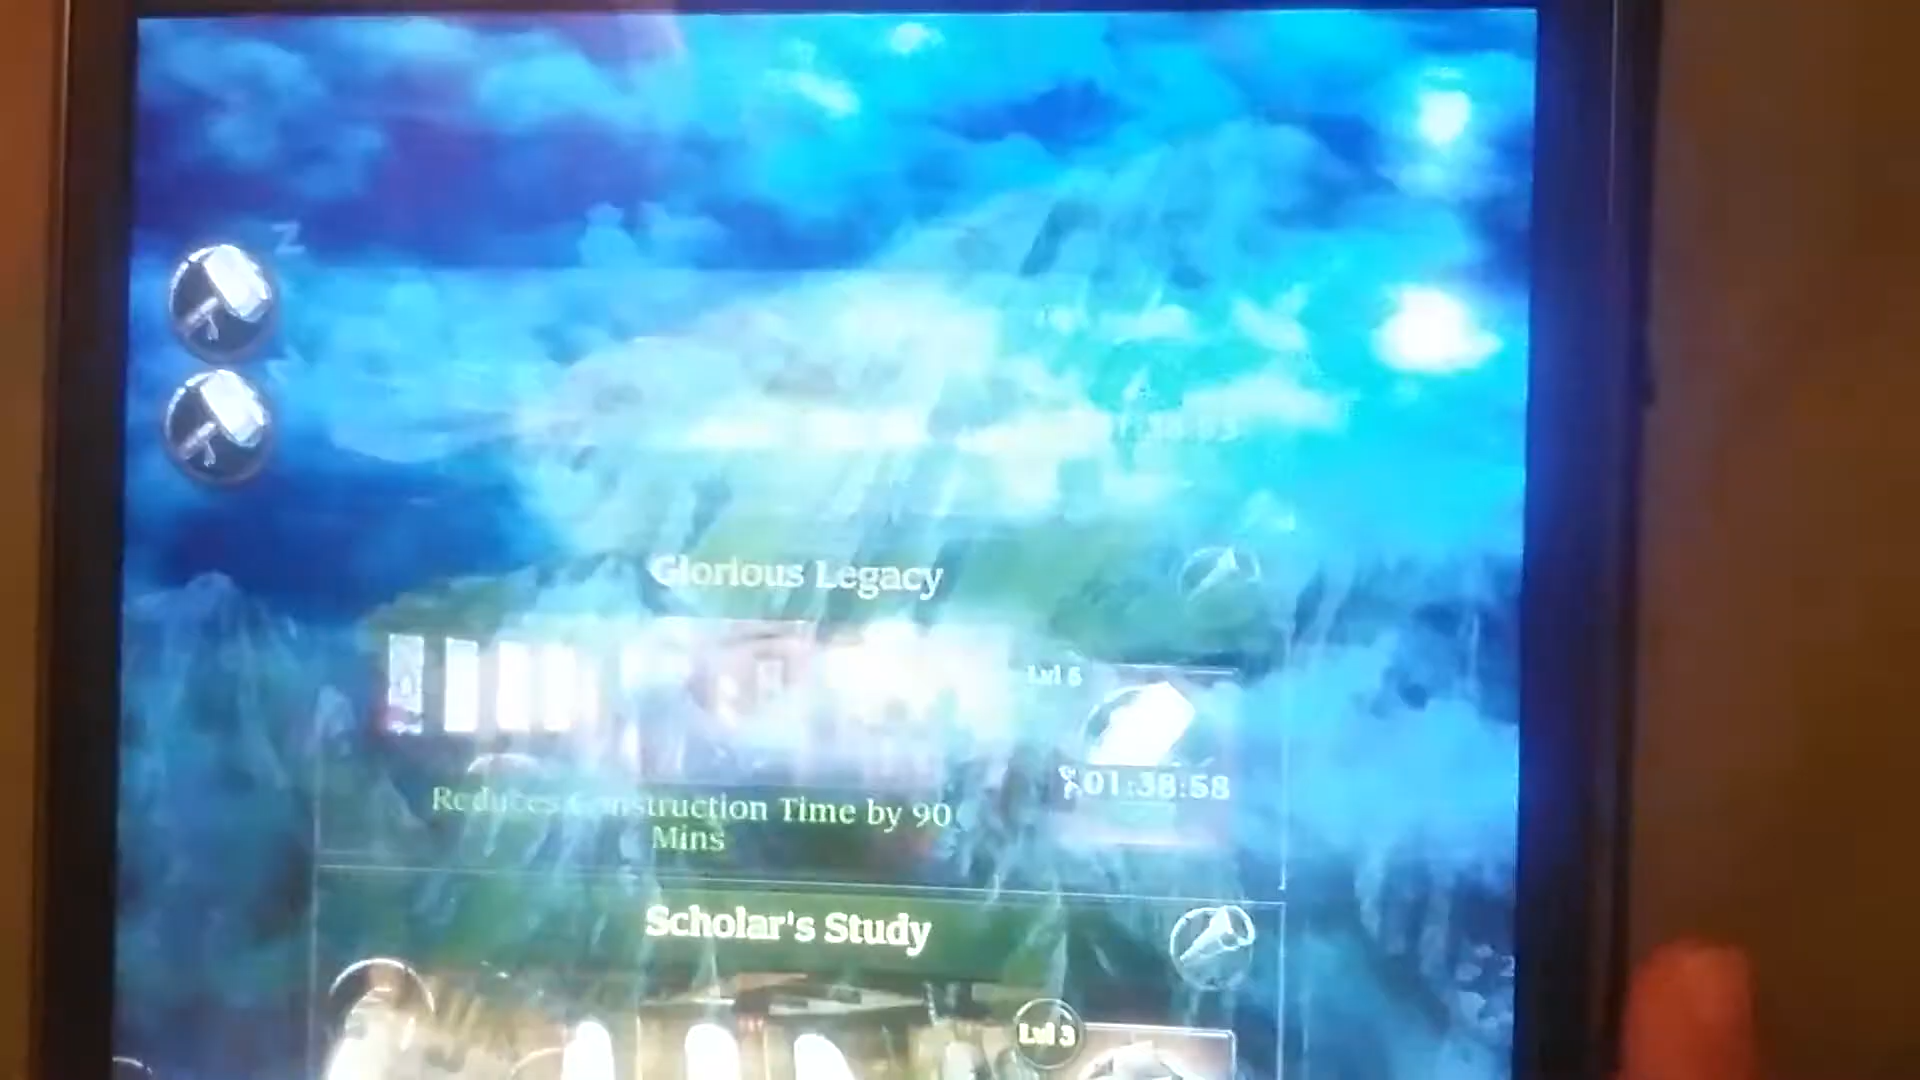 Z
Glorious Legacy
Lvl 6
01:38:58
Reduces Construction Time by 90
Mins
Scholar's Study
Lvl 3